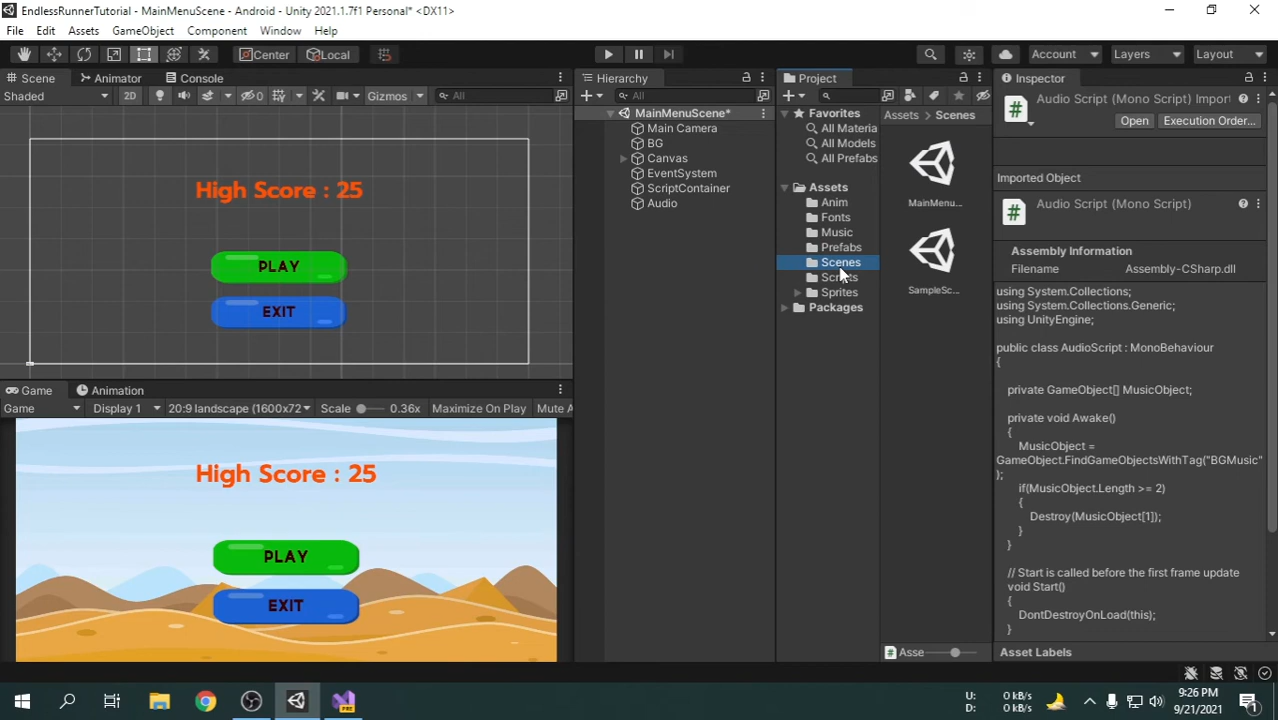 EndlessRunnerTutorial - MainMenuScene - Android - Unity 2021.1.7f1 Personal* <DX11>
File Edit Assets GameObject Component Window Help
Center Local Account Layers Layout
Scene Animator Console
Shaded 2D 0 Gizmos All
High Score : 25
PLAY
EXIT
Game Animation
Game Display 1 20:9 landscape (1600x72 Scale 0.36x Maximize On Play Mute A
High Score : 25
PLAY
EXIT
Hierarchy
All
MainMenuScene*
Main Camera
BG
Canvas
EventSystem
ScriptContainer
Audio
Project
Favorites
All Materia
All Models
All Prefabs
Assets
Anim
Fonts
Music
Prefabs
Scenes
Scripts
Sprites
Packages
Assets > Scenes
MainMenu...
SampleSc...
Asse
Inspector
Audio Script (Mono Script) Import
Open Execution Order...
Imported Object
Audio Script (Mono Script)
Assembly Information
Filename Assembly-CSharp.dll
using System.Collections;
using System.Collections.Generic;
using UnityEngine;
public class AudioScript : MonoBehaviour
{
private GameObject[] MusicObject;
private void Awake()
{
MusicObject =
GameObject.FindGameObjectsWithTag("BGMusic"
);
if(MusicObject.Length >= 2)
{
Destroy(MusicObject[1]);
}
}
// Start is called before the first frame update
void Start()
{
DontDestroyOnLoad(this);
}
Asset Labels
U: 0 kB/s
D: 0 kB/s
9:26 PM
9/21/2021
1